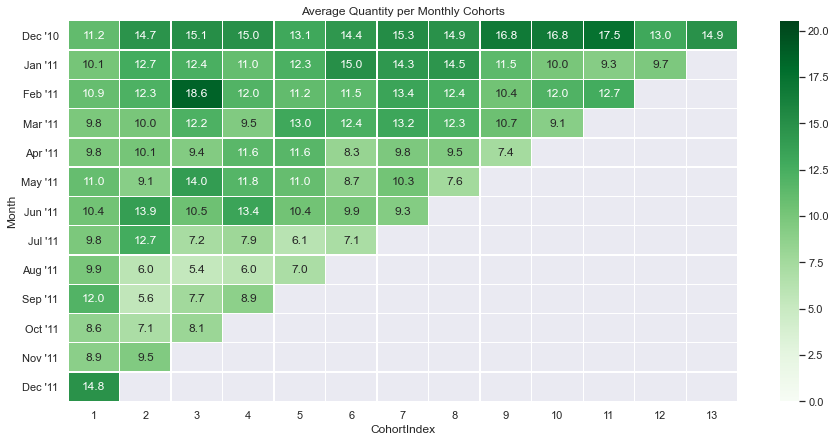 Average Quantity per Monthly Cohorts
Month
Dec '10 11.2 14.7 15.1 15.0 13.1 14.4 15.3 14.9 16.8 16.8 17.5 13.0 14.9
Jan '11 10.1 12.7 12.4 11.0 12.3 15.0 14.3 14.5 11.5 10.0 9.3 9.7
Feb '11 10.9 12.3 18.6 12.0 11.2 11.5 13.4 12.4 10.4 12.0 12.7
Mar '11 9.8 10.0 12.2 9.5 13.0 12.4 13.2 12.3 10.7 9.1
Apr '11 9.8 10.1 9.4 11.6 11.6 8.3 9.8 9.5 7.4
May '11 11.0 9.1 14.0 11.8 11.0 8.7 10.3 7.6
Jun '11 10.4 13.9 10.5 13.4 10.4 9.9 9.3
Jul '11 9.8 12.7 7.2 7.9 6.1 7.1
Aug '11 9.9 6.0 5.4 6.0 7.0
Sep '11 12.0 5.6 7.7 8.9
Oct '11 8.6 7.1 8.1
Nov '11 8.9 9.5
Dec '11 14.8
1 2 3 4 5 6 7 8 9 10 11 12 13
CohortIndex
20.0
17.5
15.0
12.5
10.0
7.5
5.0
2.5
0.0